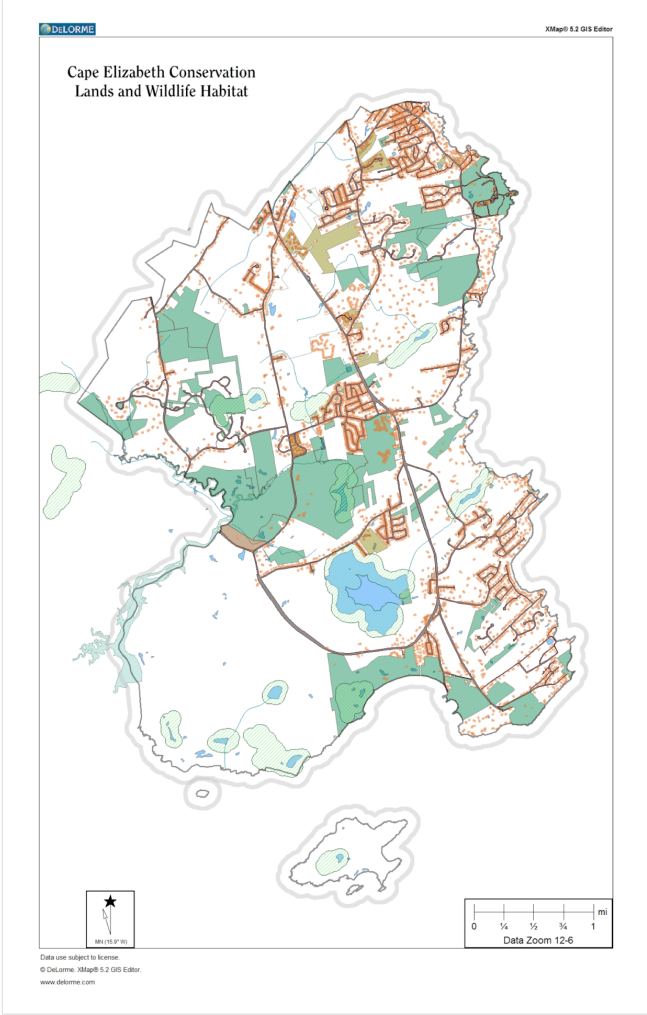 DELORME
XMap® 5.2 GIS Editor
Cape Elizabeth Conservation
Lands and Wildlife Habitat
MN (15.9° W)
mi
0 ¼ ½ ¾ 1
Data Zoom 12-6
Data use subject to license.
© DeLorme. XMap® 5.2 GIS Editor.
www.delorme.com